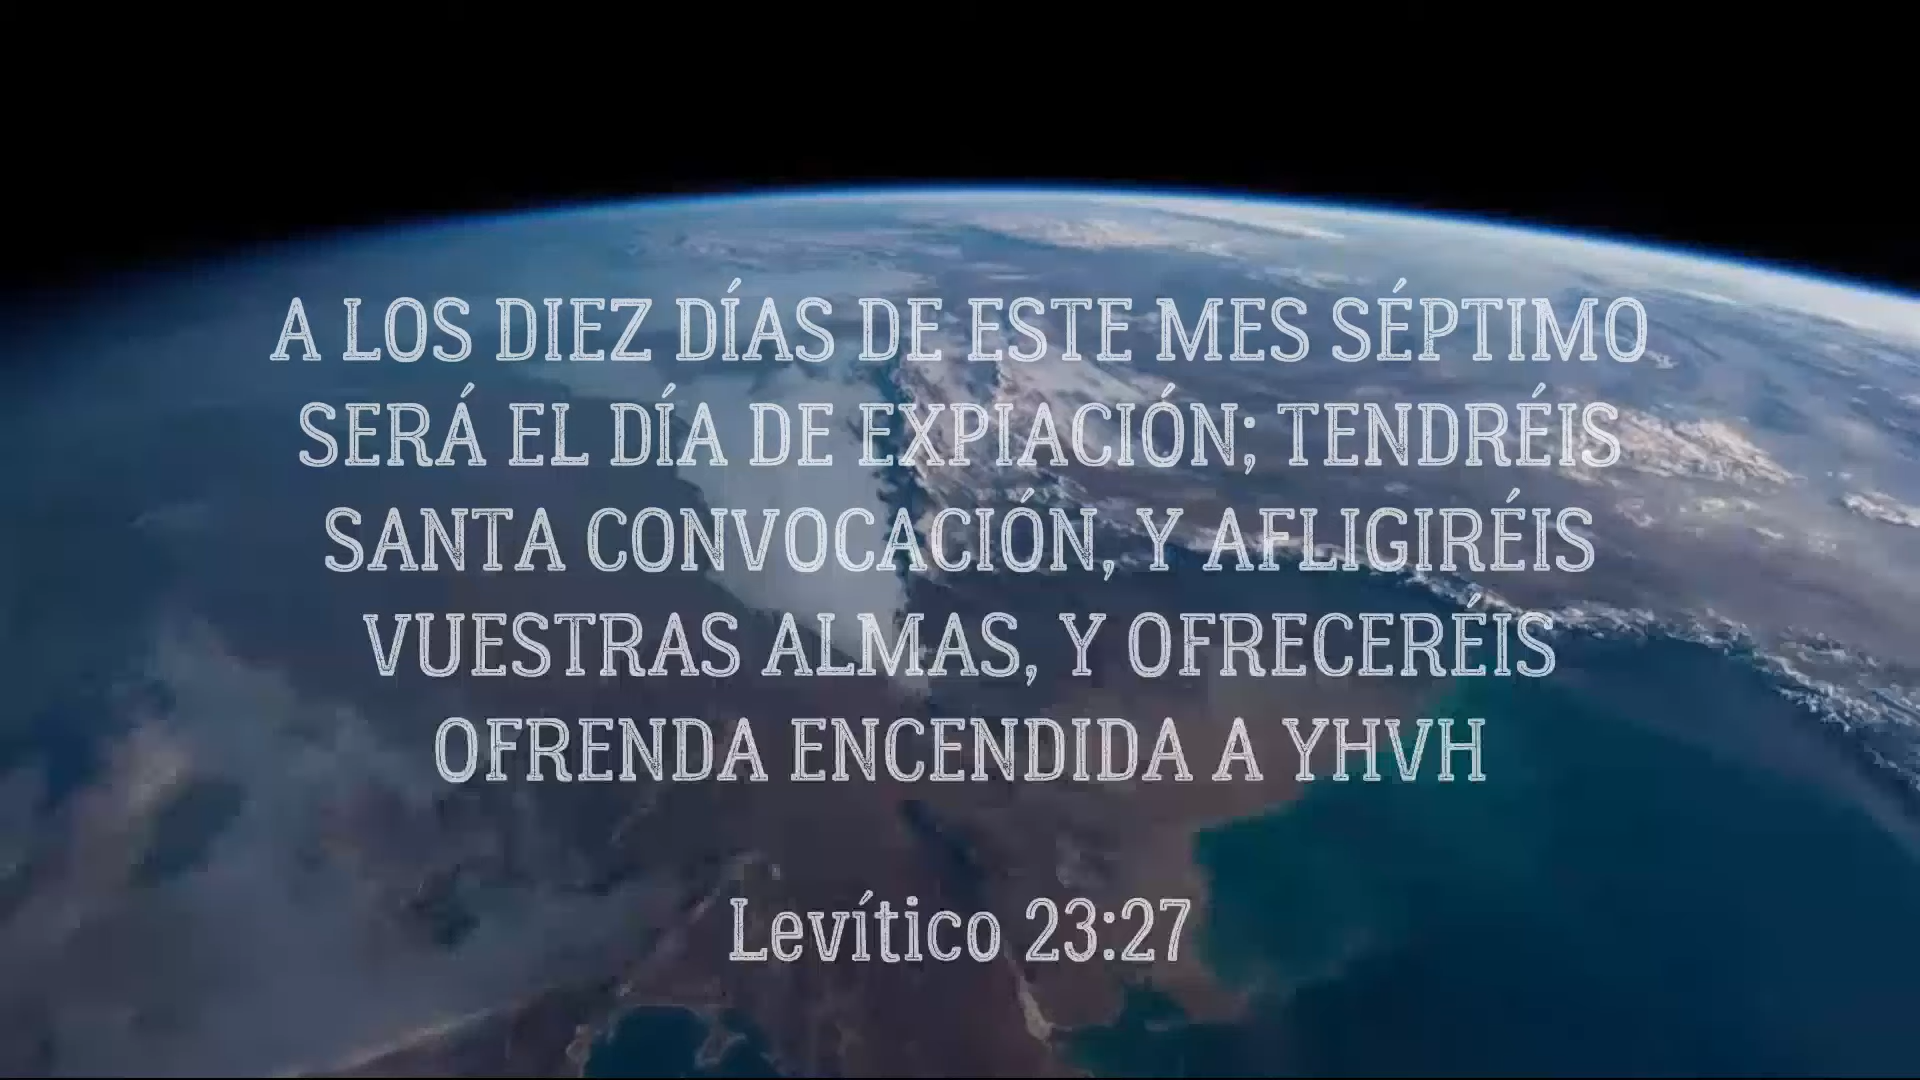 A LOS DIEZ DÍAS DE ESTE MES SÉPTIMO
SERÁ EL DÍA DE EXPIACIÓN; TENDRÉIS
SANTA CONVOCACIÓN, Y AFLIGIRÉIS
VUESTRAS ALMAS, Y OFRECERÉIS
OFRENDA ENCENDIDA A YHVH
Levítico 23:27